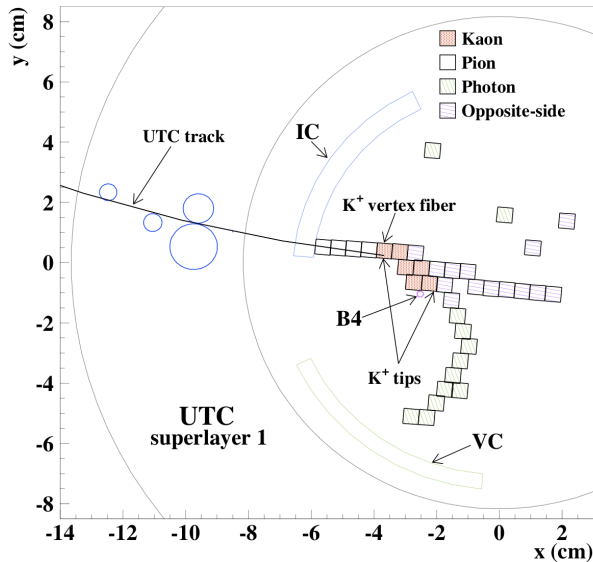 y (cm)
8
6
4
2
0
-2
-4
-6
-8
Kaon
Pion
Photon
Opposite-side
IC
UTC track
K+ vertex fiber
B4
K+ tips
UTC
superlayer 1
VC
-14 -12 -10 -8 -6 -4 -2 0 2
x (cm)